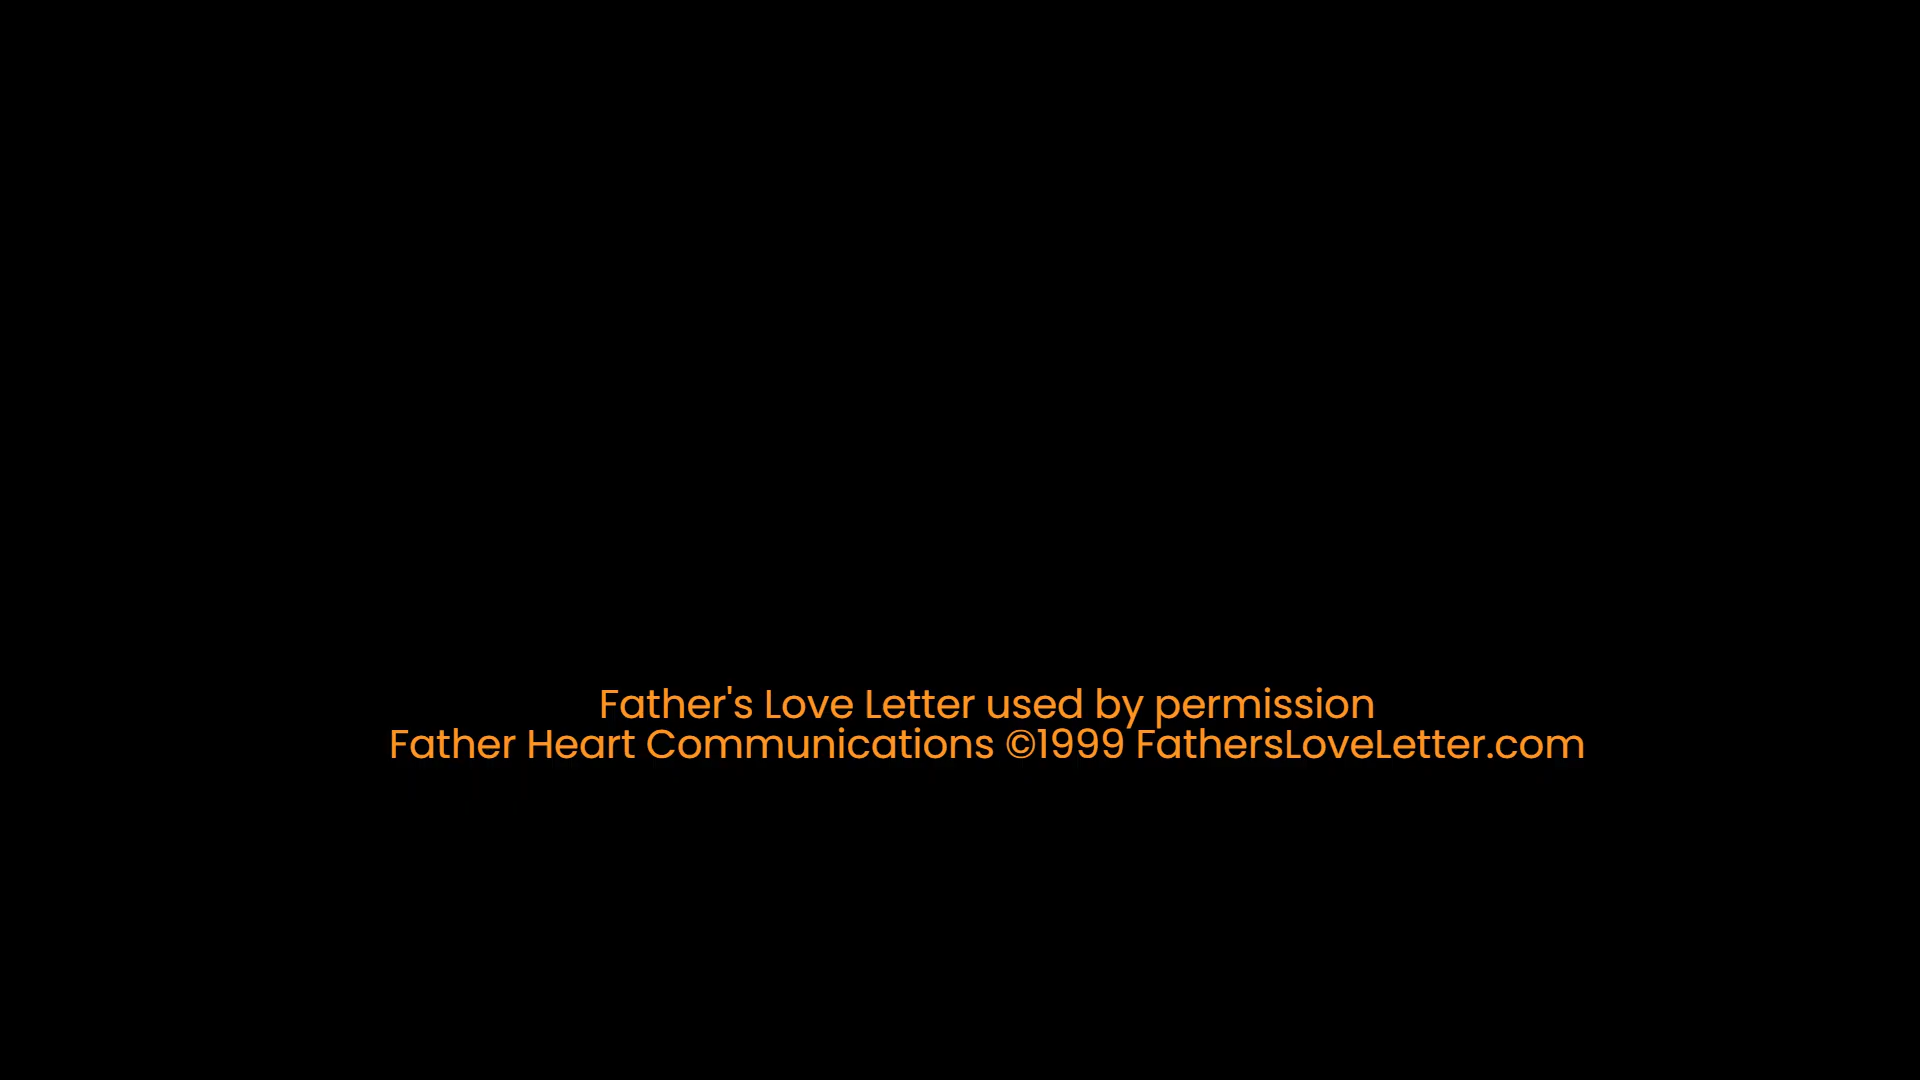 Father's Love Letter used by permission
Father Heart Communications ©1999 FathersLoveLetter.com